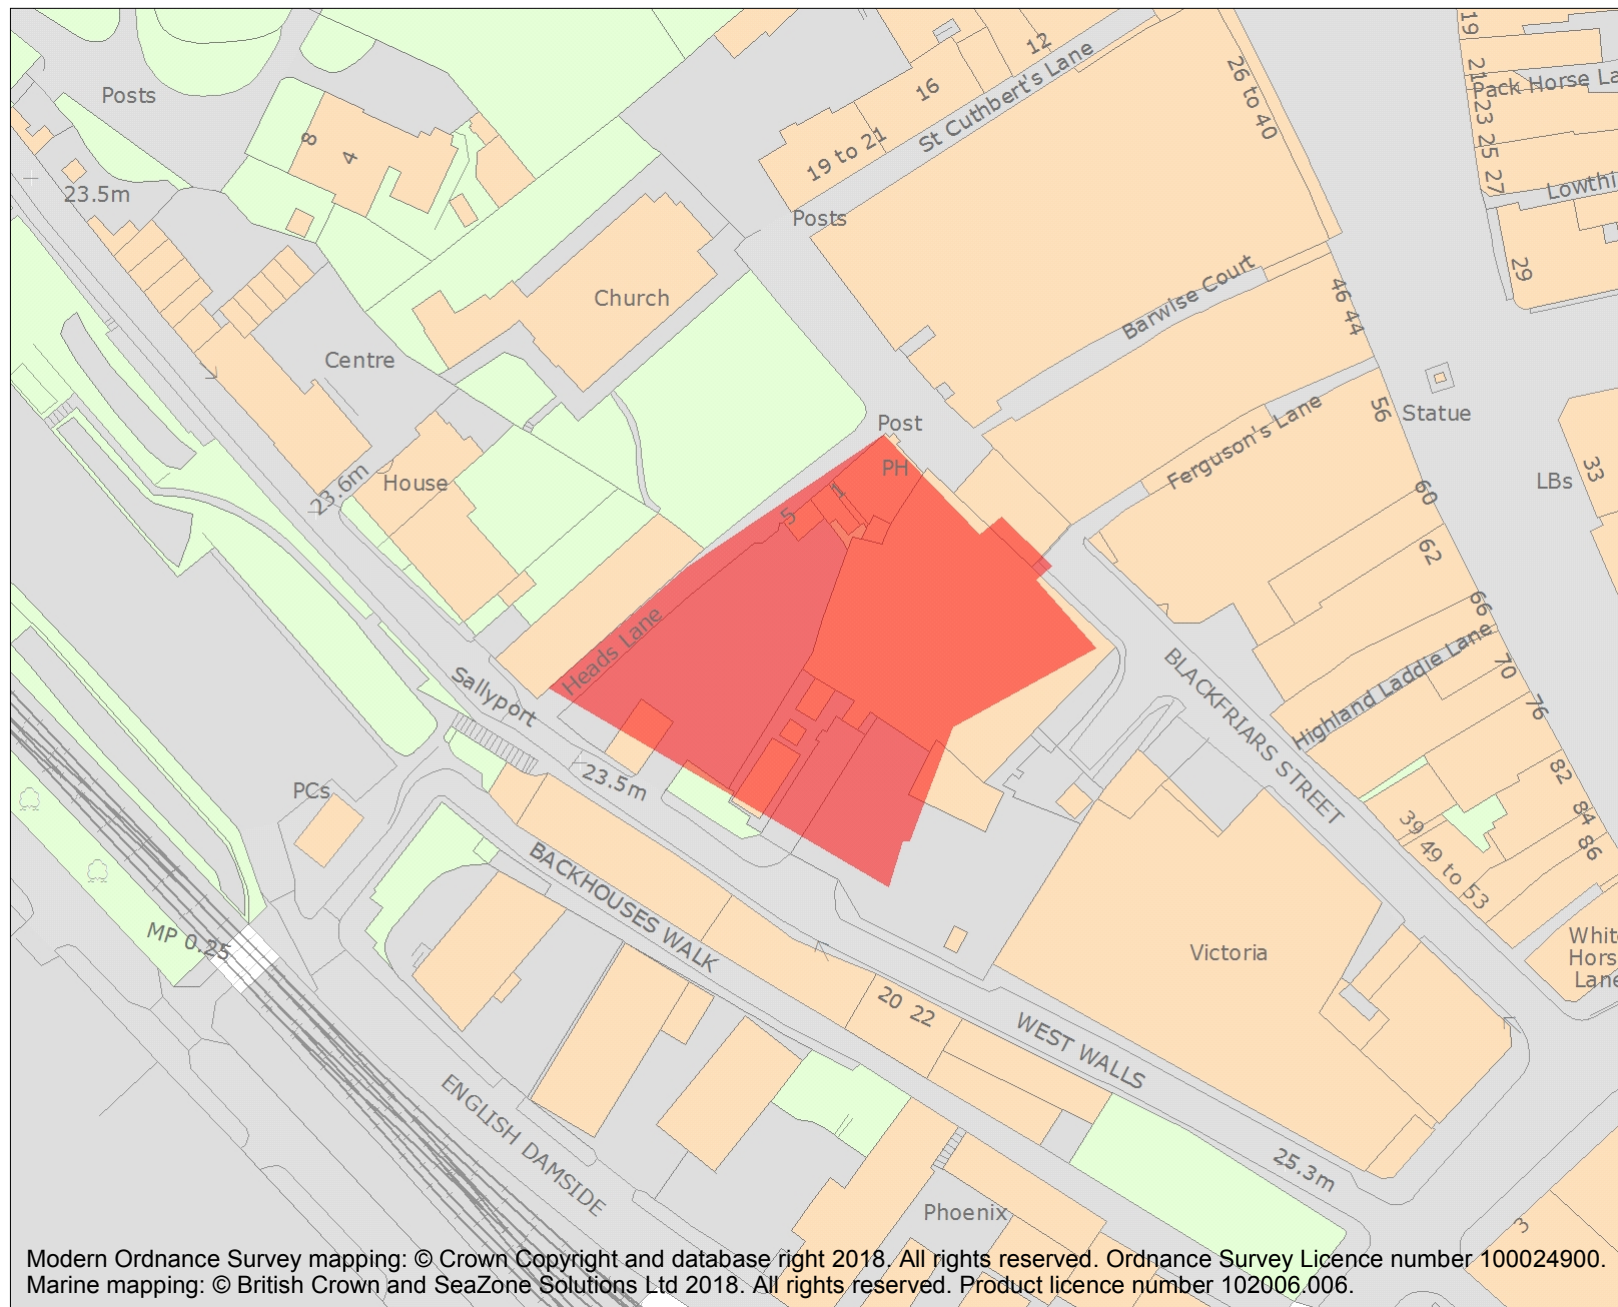 19
12
Posts
16
26 to 40
21
Pack Horse La
23
8
4
St Cuthbert's Lane
19 to 21
25
27
23.5m
Lowthi
Posts
29
Barwise Court
Church
46
44
Centre
56
Statue
Post
Ferguson's Lane
PH
House
23.6m
1
5
33
LBs
60
62
66
Heads Lane
Highland Laddie Lane
BLACKFRIARS STREET
70
Sallyport
76
23.5m
82
PCs
84
86
39
49 to 53
BACKHOUSES WALK
MP 0.25
Victoria
Whit
Hors
Lane
20
22
WEST WALLS
ENGLISH DAMSIDE
25.3m
Phoenix
3
Modern Ordnance Survey mapping: © Crown Copyright and database right 2018. All rights reserved. Ordnance Survey Licence number 100024900.
Marine mapping: © British Crown and SeaZone Solutions Ltd 2018. All rights reserved. Product licence number 102006.006.